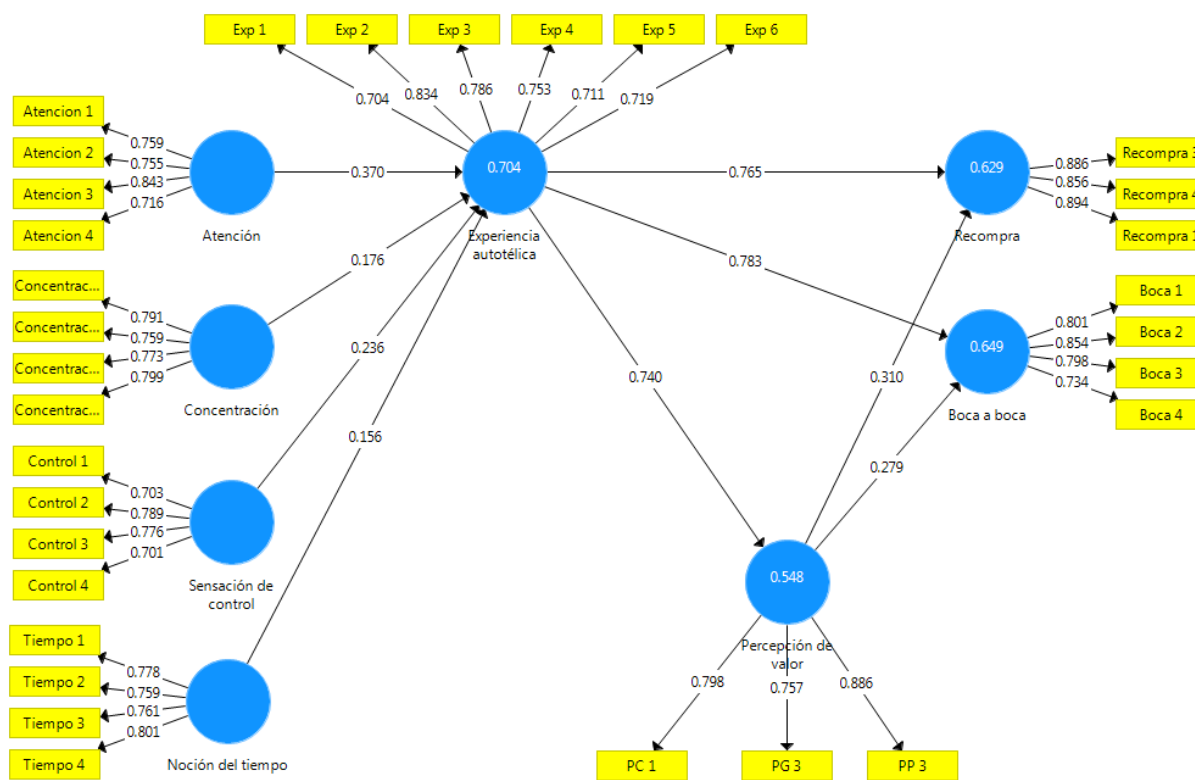 Exp 1
Exp 2
Exp 3
Exp 4
Exp 5
Exp 6
0.704
0.834
0.786
0.753
0.711
0.719
Atencion 1
Atencion 2
Atencion 3
Atencion 4
0.759
0.755
0.843
0.716
Atención
0.370
0.704
Experiencia
autotélica
0.765
0.629
Recompra
0.886
0.856
0.894
Recompra 3
Recompra 4
Recompra 1
Concentrac...
Concentrac...
Concentrac...
Concentrac...
0.791
0.759
0.773
0.799
Concentración
0.176
0.783
0.649
Boca a boca
0.801
0.854
0.798
0.734
Boca 1
Boca 2
Boca 3
Boca 4
0.236
0.740
0.310
0.279
Control 1
Control 2
Control 3
Control 4
0.703
0.789
0.776
0.701
Sensación de
control
0.156
0.548
Percepción de
valor
0.798
0.757
0.886
PC 1
PG 3
PP 3
Tiempo 1
Tiempo 2
Tiempo 3
Tiempo 4
0.778
0.759
0.761
0.801
Noción del tiempo